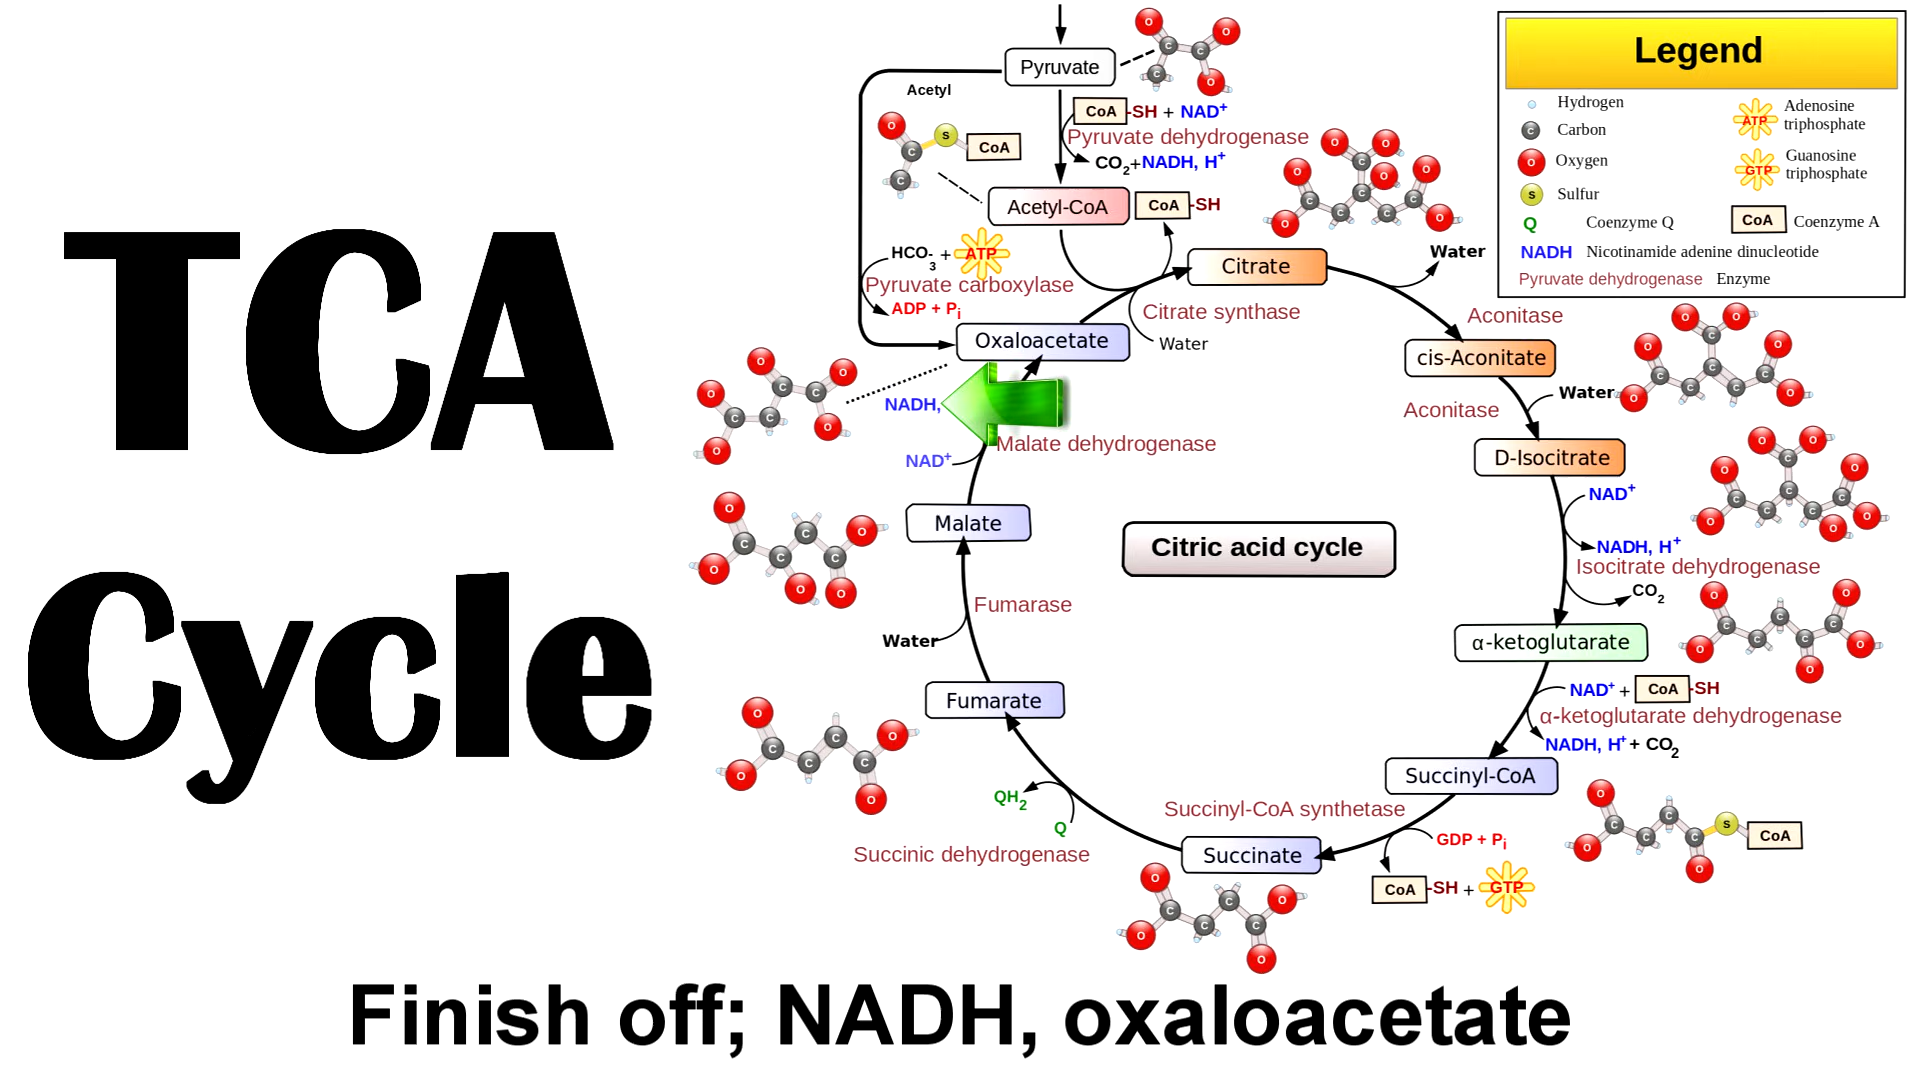 TCA
Cycle
Pyruvate
Acetyl
CoA-SH + NAD+
Pyruvate dehydrogenase
CO2+NADH, H+
S CoA
Acetyl-CoA
CoA-SH
HCO3- + ATP
Pyruvate carboxylase
ADP + Pi
Citrate
Water
Citrate synthase
Water
Oxaloacetate
Aconitase
cis-Aconitate
Water
Aconitase
D-Isocitrate
NAD+
NADH, H+
Isocitrate dehydrogenase
CO2
α-ketoglutarate
NAD+ + CoA-SH
α-ketoglutarate dehydrogenase
NADH, H+ + CO2
Succinyl-CoA
S CoA
Succinyl-CoA synthetase
GDP + Pi
CoA-SH + GTP
Succinate
QH2
Q
Succinic dehydrogenase
Fumarate
Water
Fumarase
Malate
NAD+
Malate dehydrogenase
NADH,
Citric acid cycle
Legend
Hydrogen
C Carbon
O Oxygen
S Sulfur
Q Coenzyme Q
NADH Nicotinamide adenine dinucleotide
Pyruvate dehydrogenase Enzyme
ATP Adenosine
triphosphate
GTP Guanosine
triphosphate
CoA Coenzyme A
Finish off; NADH, oxaloacetate